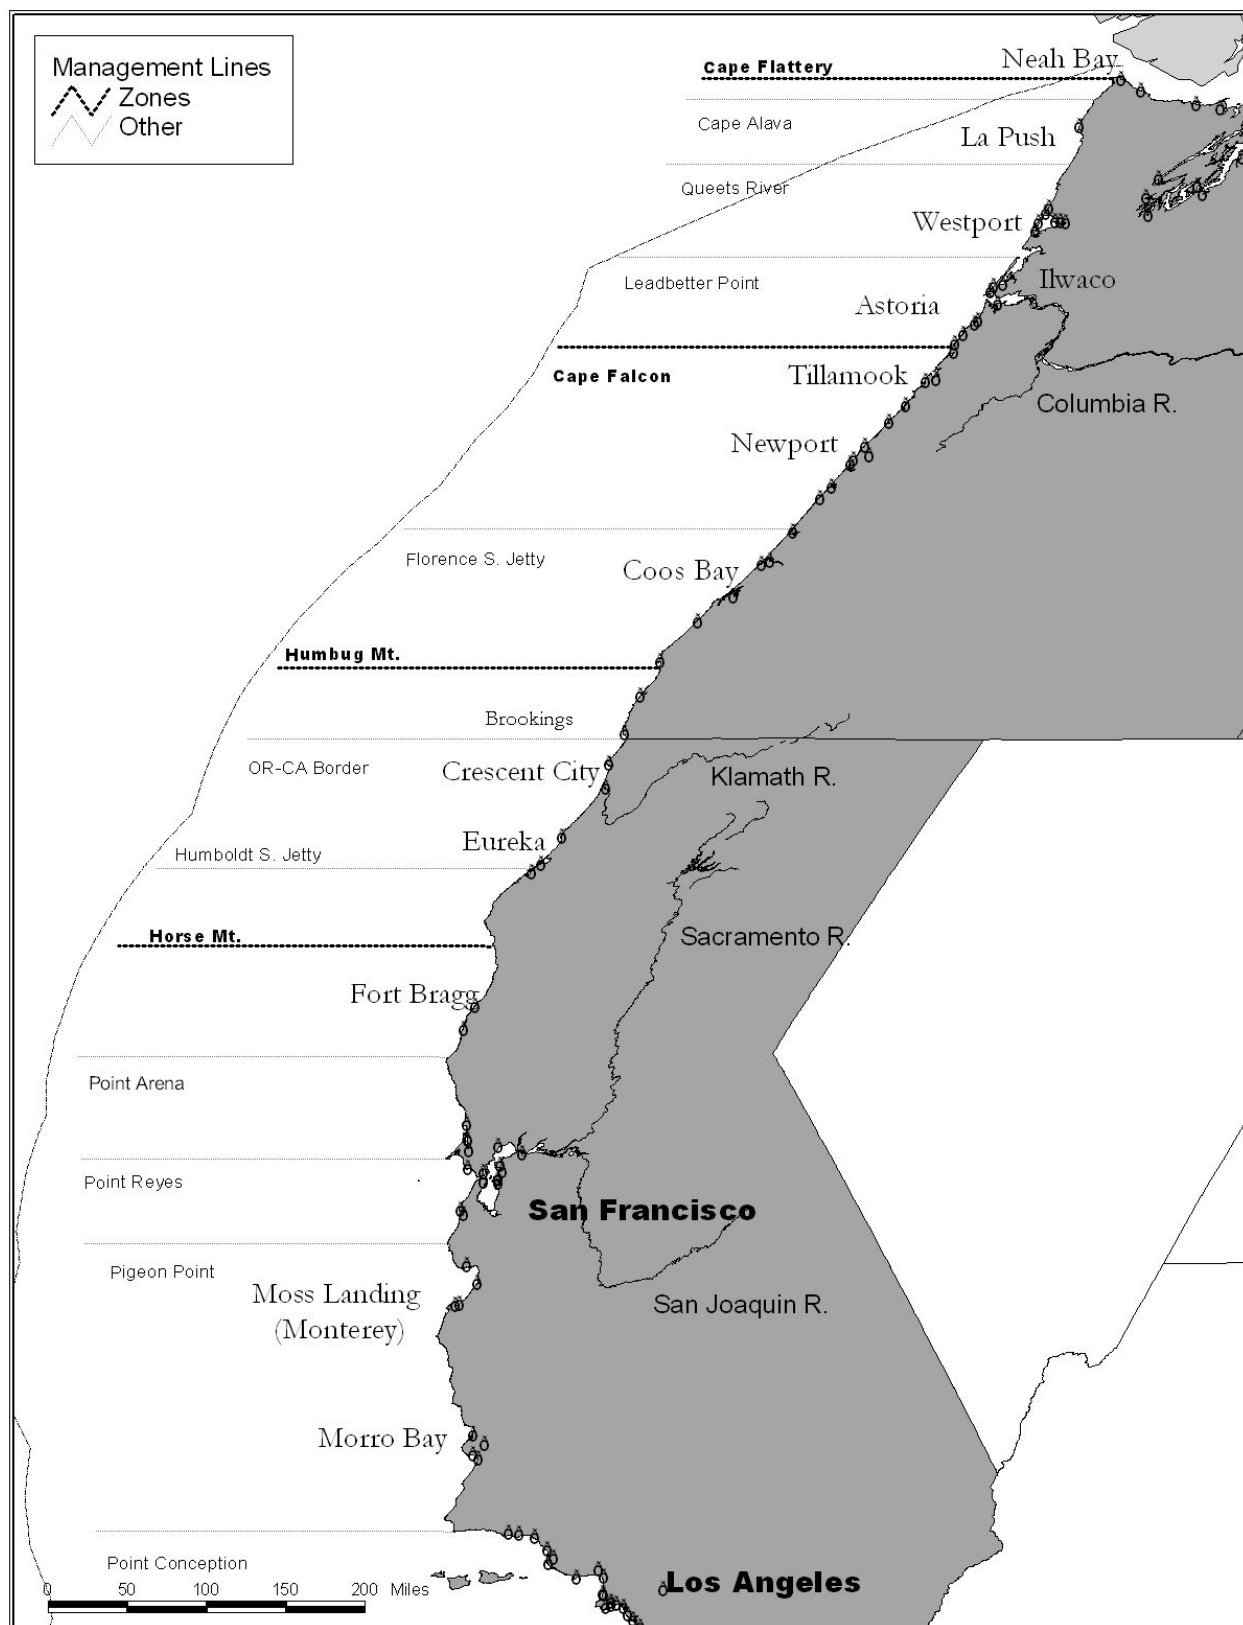 Management Lines
Zones
Other
Neah Bay
Cape Flattery
Cape Alava
La Push
Queets River
Westport
Leadbetter Point
Ilwaco
Astoria
Cape Falcon
Tillamook
Columbia R.
Newport
Florence S. Jetty
Coos Bay
Humbug Mt.
Brookings
OR-CA Border
Crescent City
Klamath R.
Eureka
Humboldt S. Jetty
Horse Mt.
Sacramento R.
Fort Bragg
Point Arena
Point Reyes
San Francisco
Pigeon Point
Moss Landing
(Monterey)
San Joaquin R.
Morro Bay
Point Conception
Los Angeles
0 50 100 150 200 Miles